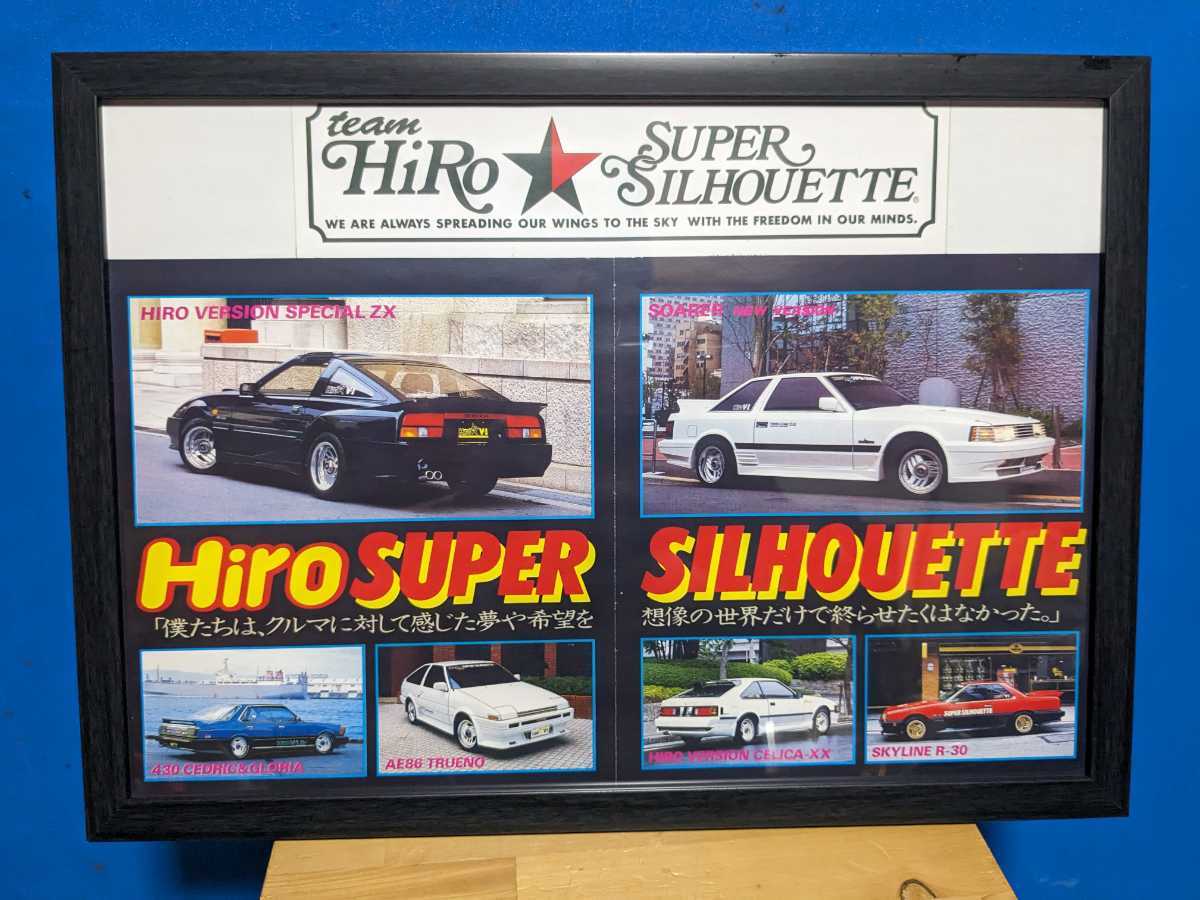 team
HiRo
SUPER
SILHOUETTE
WE ARE ALWAYS SPREADING OUR WINGS TO THE SKY WITH THE FREEDOM IN OUR MINDS.
HIRO VERSION SPECIAL ZX
SOARER NEW VERSION
Hiro SUPER SILHOUETTE
「僕たちは、クルマに対して感じた夢や希望を 想像の世界だけで終らせたくはなかった。」
430 CEDRIC&GLORIA
AE86 TRUENO
HIRO VERSION CELICA-XX
SUPER SILHOUETTE
SKYLINE R-30